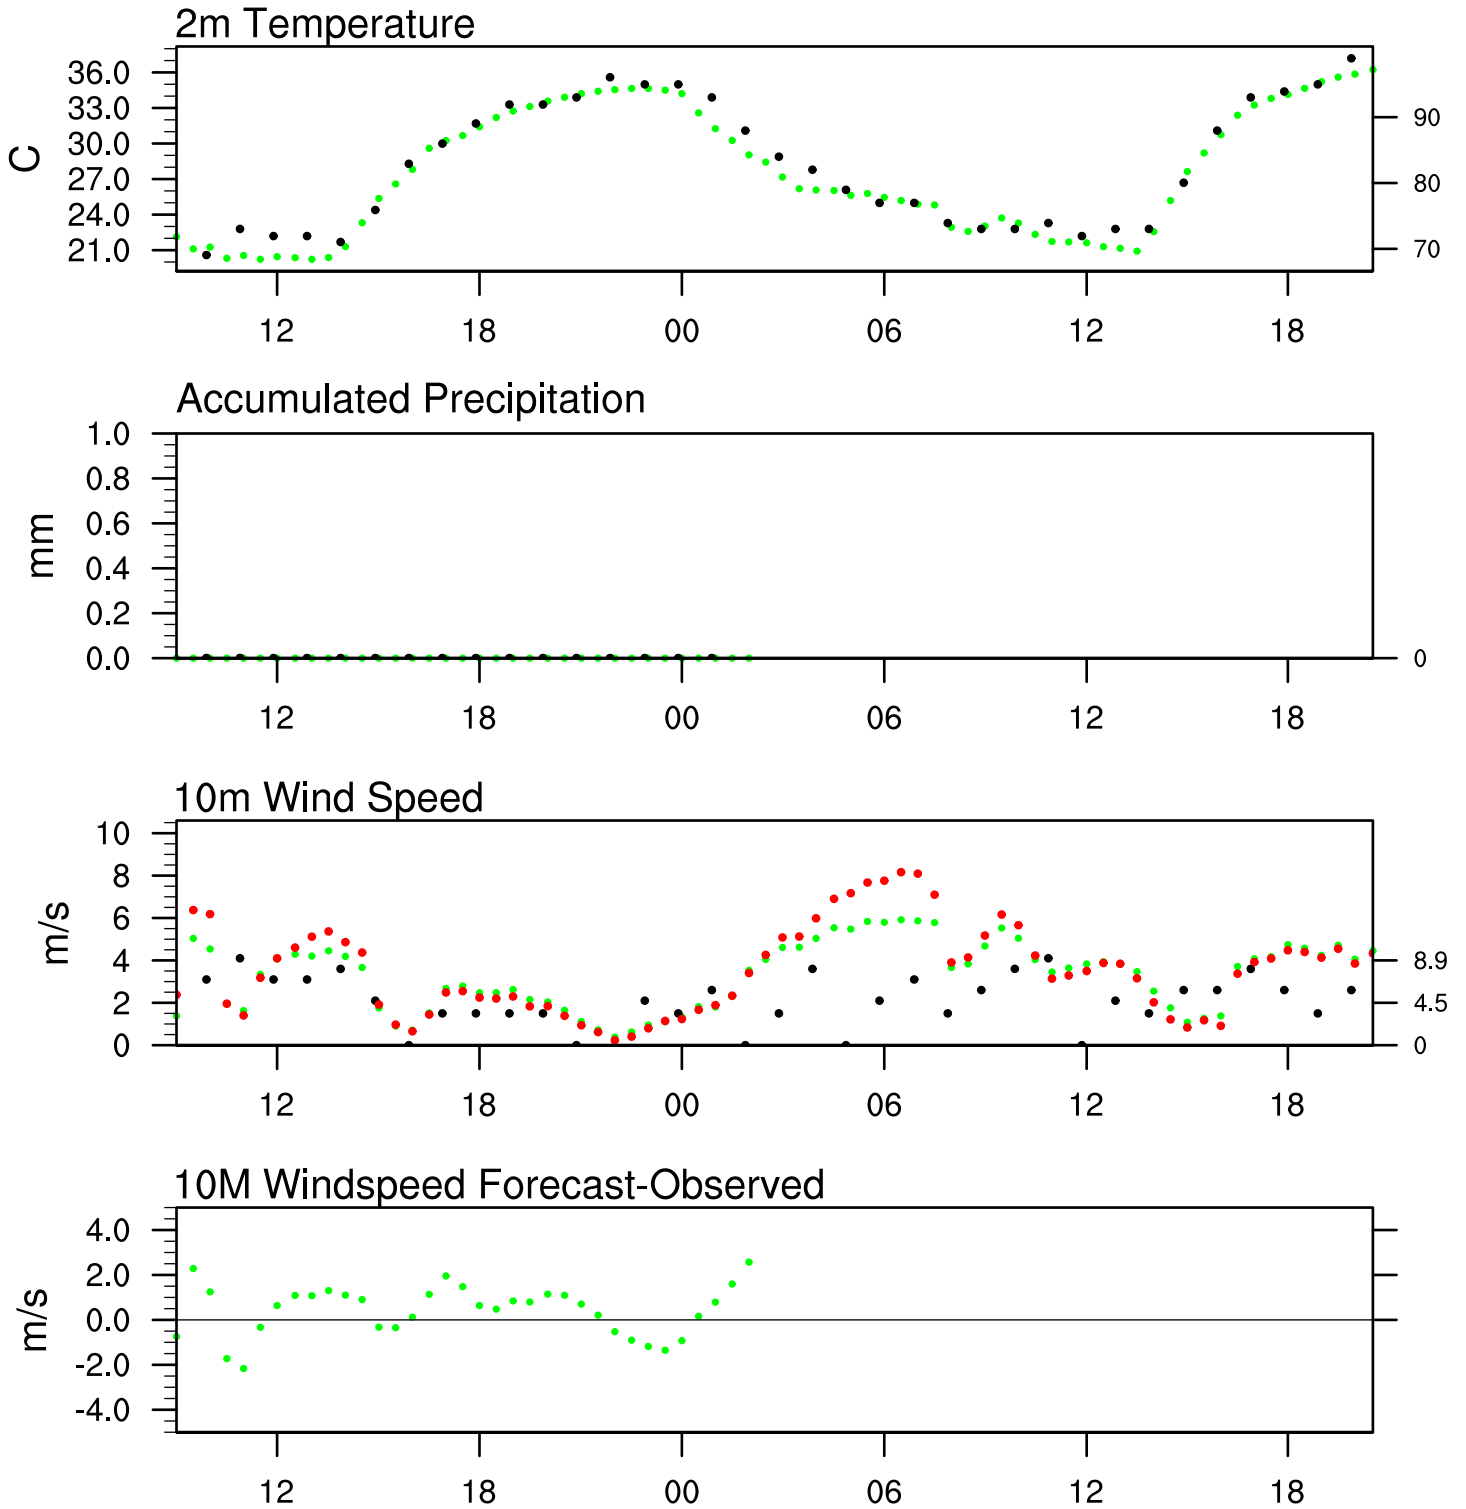 2m Temperature
36.0
33.0
90
30.0
C
27.0
80
24.0
21.0
70
12 18 00 06 12 18
Accumulated Precipitation
1.0
0.8
0.6
mm
0.4
0.2
0.0 0
12 18 00 06 12 18
10m Wind Speed
10
8
6
m/s
4 8.9
2 4.5
0 0
12 18 00 06 12 18
10M Windspeed Forecast-Observed
4.0
2.0
0.0
m/s
-2.0
-4.0
12 18 00 06 12 18